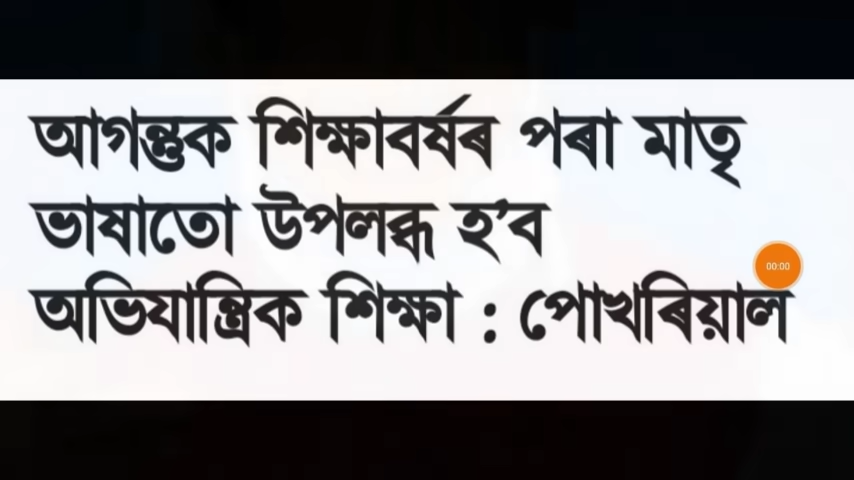 আগন্তুক শিক্ষাবৰ্ষৰ পৰা মাতৃ
ভাষাতো উপলব্ধ হ’ব
00:00
অভিযান্ত্ৰিক শিক্ষা : পোখৰিয়াল